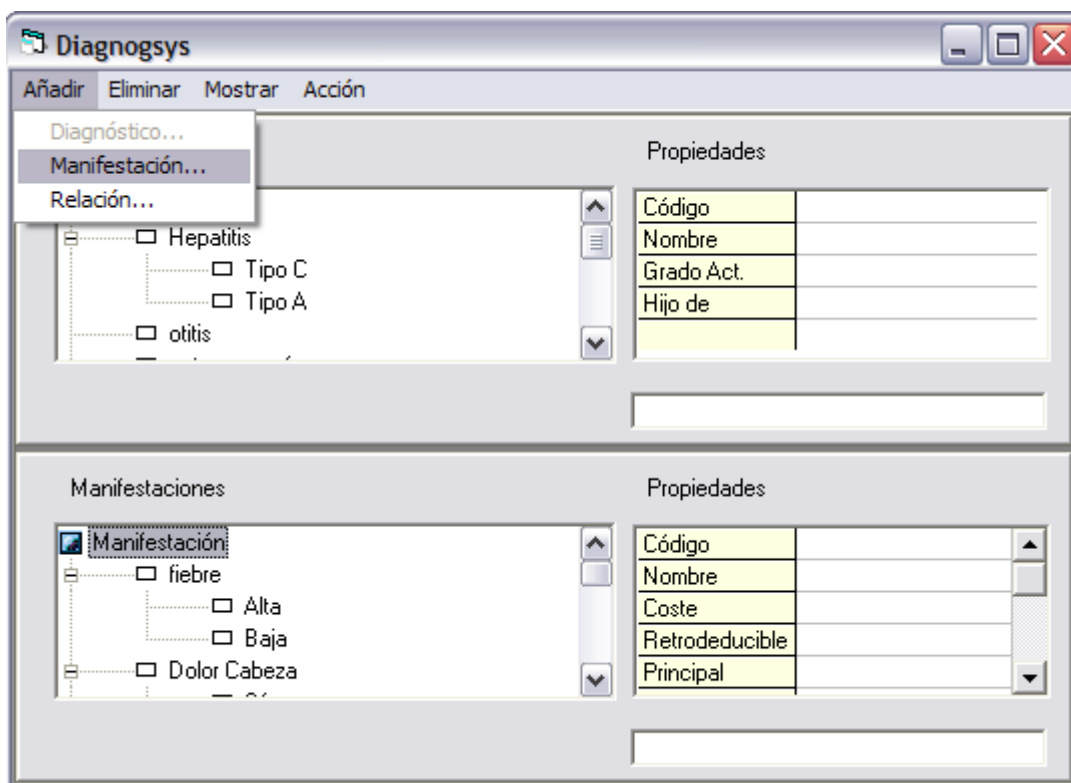 Diagnogsys
Añadir Eliminar Mostrar Acción
Diagnóstico...
Manifestación...
Relación...
Propiedades
Hepatitis
Tipo C
Tipo A
otitis
Código
Nombre
Grado Act.
Hijo de
Manifestaciones
Propiedades
Manifestación
fiebre
Alta
Baja
Dolor Cabeza
Código
Nombre
Coste
Retrodeducible
Principal